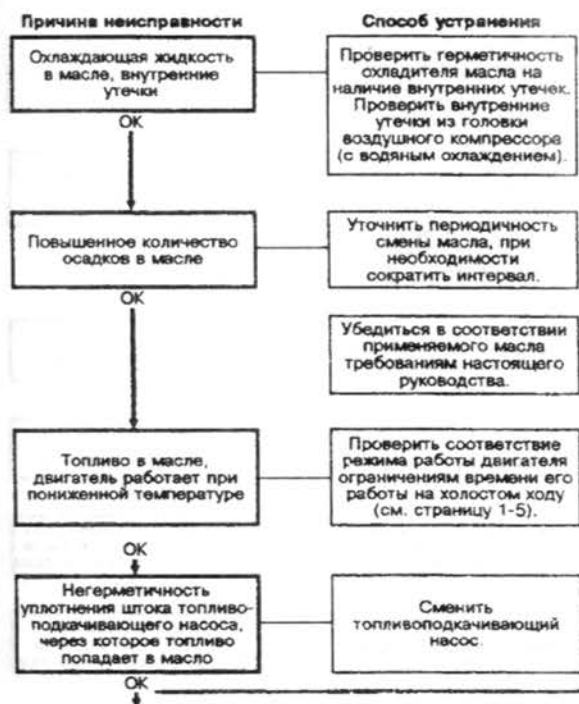 Причина неисправности
Способ устранения
Охлаждающая жидкость
в масле, внутренние
утечки
Проверить герметичность
охладителя масла на
наличие внутренних утечек.
Проверить внутренние
утечки из головки
воздушного компрессора
(с водяным охлаждением).
OK
Повышенное количество
осадков в масле
Уточнить периодичность
смены масла, при
необходимости
сократить интервал.
OK
Убедиться в соответствии
применяемого масла
требованиям настоящего
руководства.
Топливо в масле,
двигатель работает при
пониженной температуре
Проверить соответствие
режима работы двигателя
ограничениям времени его
работы на холостом ходу
(см. страницу 1-5).
OK
Негерметичность
уплотнения штока топливо-
подкачивающего насоса,
через которое топливо
попадает в масло
Сменить
топливоподкачивающий
насос.
OK